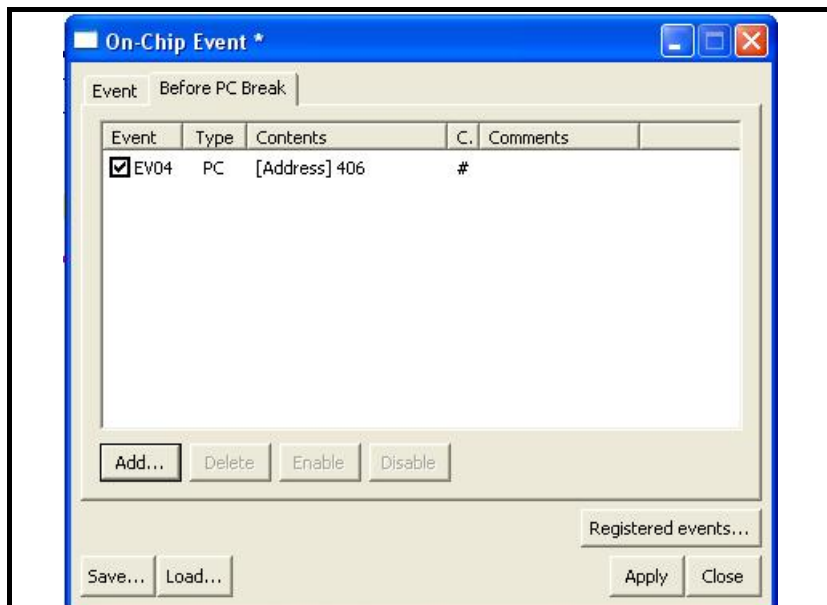 On-Chip Event *
Event Before PC Break
Event Type Contents C. Comments
EV04 PC [Address] 406 #
Add... Delete Enable Disable
Registered events...
Save... Load... Apply Close